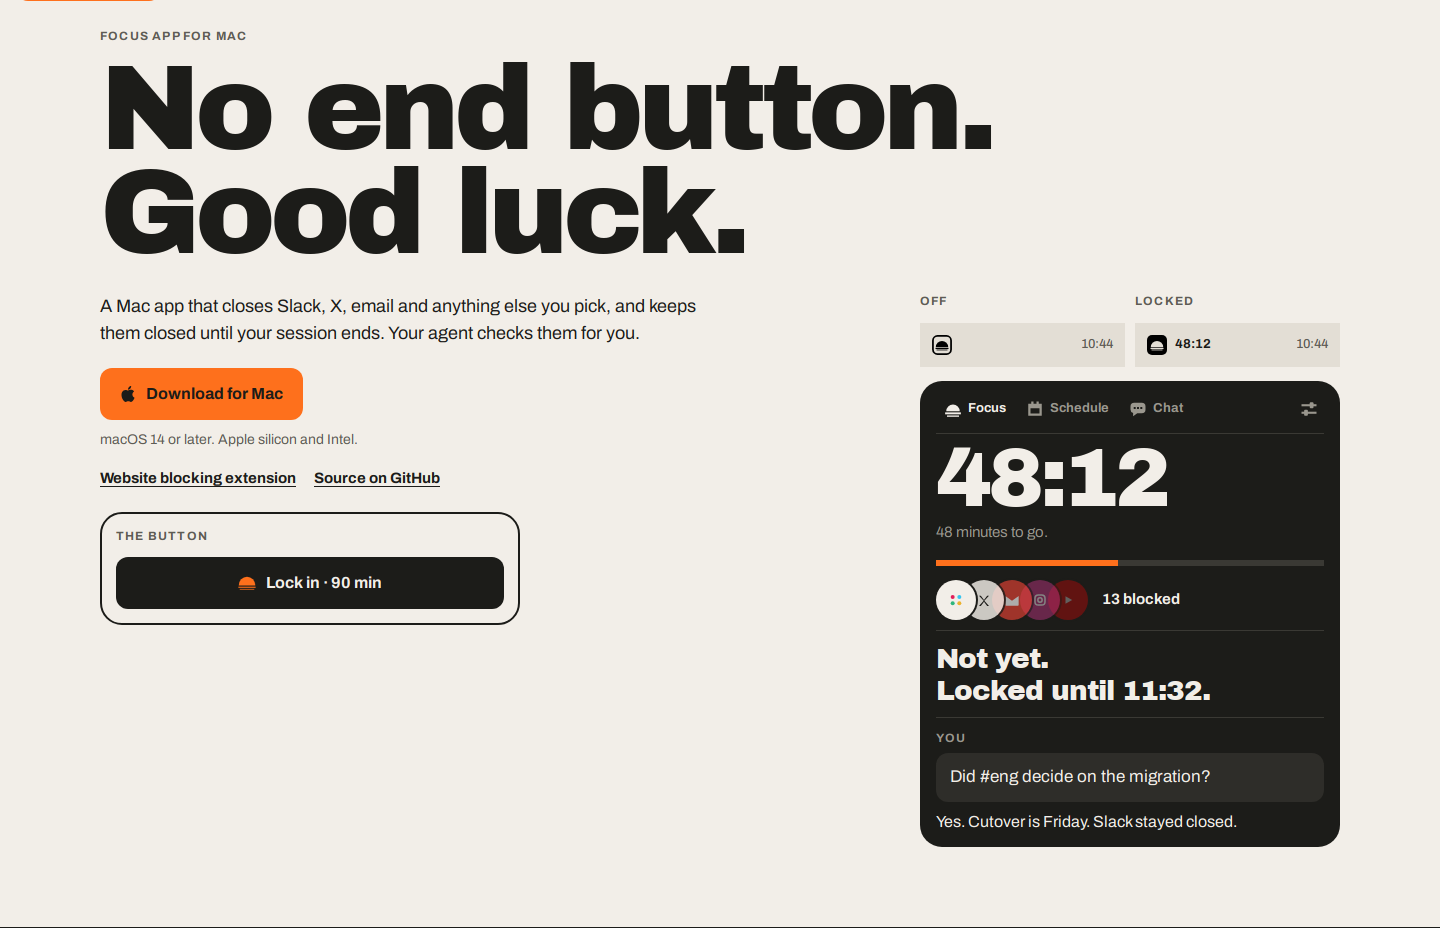 FOCUS APP FOR MAC
No end button.
Good luck.
A Mac app that closes Slack, X, email and anything else you pick, and keeps
them closed until your session ends. Your agent checks them for you.
Download for Mac
macOS 14 or later. Apple silicon and Intel.
Website blocking extension Source on GitHub
THE BUTTON
Lock in · 90 min
OFF LOCKED
10:44 48:12 10:44
Focus Schedule Chat
48:12
48 minutes to go.
X
13 blocked
Not yet.
Locked until 11:32.
YOU
Did #eng decide on the migration?
Yes. Cutover is Friday. Slack stayed closed.